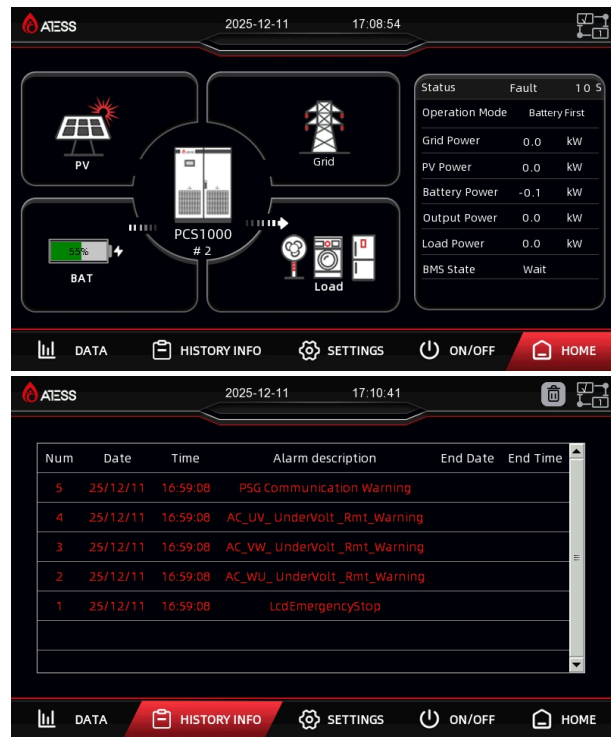 ATESS 2025-12-11 17:08:54
1
Status Fault 10 S
Operation Mode Battery First
Grid Power 0.0 kW
PV Power 0.0 kW
Battery Power -0.1 kW
Output Power 0.0 kW
Load Power 0.0 kW
BMS State Wait
PV
Grid
PCS1000
# 2
55%
BAT
Load
DATA HISTORY INFO SETTINGS ON/OFF HOME
ATESS 2025-12-11 17:10:41
1
Num Date Time Alarm description End Date End Time
5 25/12/11 16:59:08 PSG Communication Warning
4 25/12/11 16:59:08 AC_UV_ UnderVolt _Rmt_Warning
3 25/12/11 16:59:08 AC_VW_ UnderVolt _Rmt_Warning
2 25/12/11 16:59:08 AC_WU_ UnderVolt _Rmt_Warning
1 25/12/11 16:59:08 LcdEmergencyStop
DATA HISTORY INFO SETTINGS ON/OFF HOME